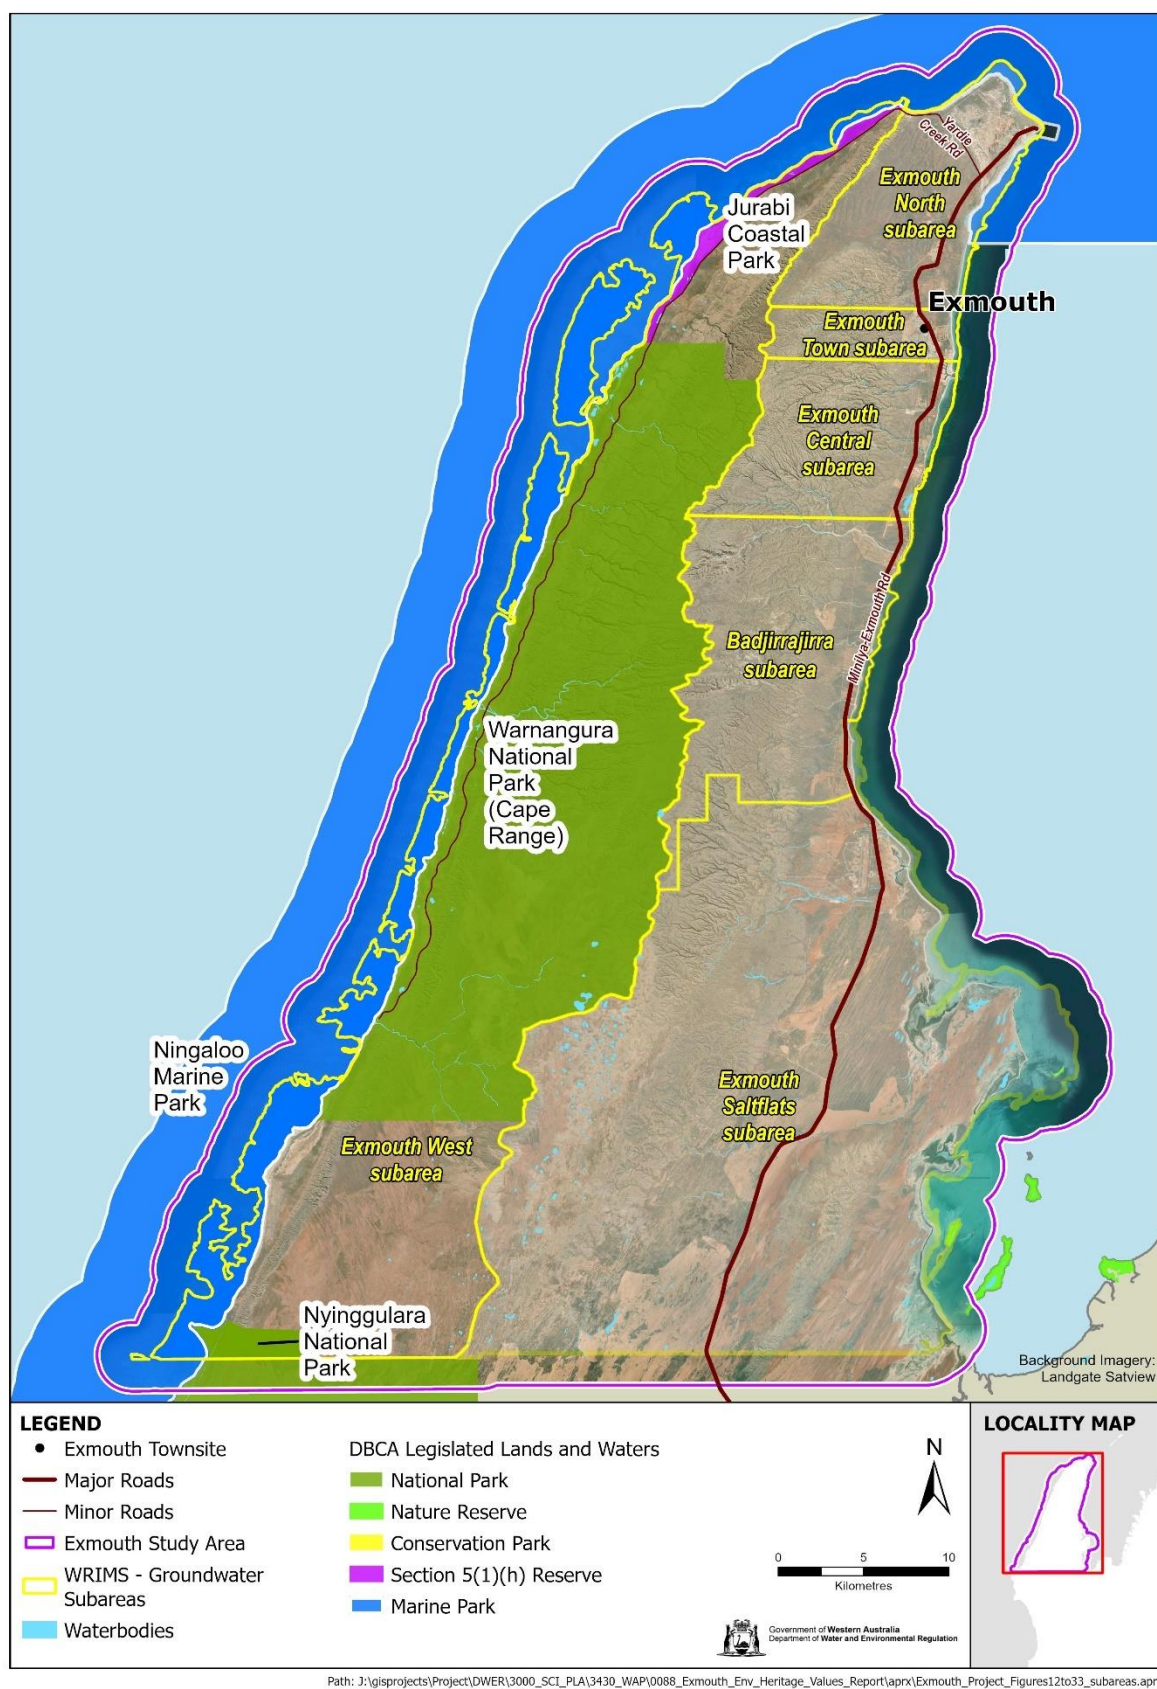 Yardie
Creek Rd
Exmouth
North
subarea
Jurabi
Coastal
Park
Exmouth
Exmouth
Town subarea
Exmouth
Central
subarea
Minilya-Exmouth Rd
Badjirrajirra
subarea
Warnangura
National
Park
(Cape
Range)
Ningaloo
Marine
Park
Exmouth
Saltflats
subarea
Exmouth West
subarea
Nyinggulara
National
Park
Background Imagery:
Landgate Satview
LEGEND
Exmouth Townsite
Major Roads
Minor Roads
Exmouth Study Area
WRIMS - Groundwater
Subareas
Waterbodies
DBCA Legislated Lands and Waters
National Park
Nature Reserve
Conservation Park
Section 5(1)(h) Reserve
Marine Park
N
0 5 10
Kilometres
Government of Western Australia
Department of Water and Environmental Regulation
LOCALITY MAP
Path: J:\gisprojects\Project\DWER\3000_SCI_PLA\3430_WAP\0088_Exmouth_Env_Heritage_Values_Report\aprx\Exmouth_Project_Figures12to33_subareas.apr